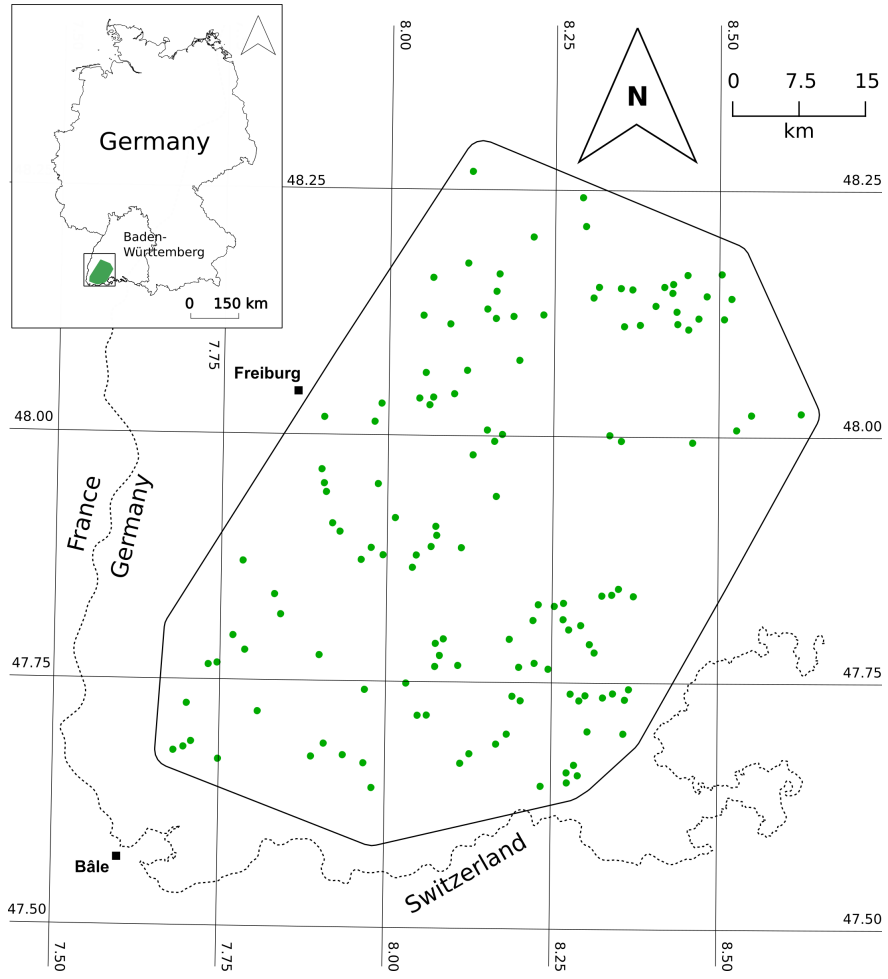 8.00
8.25
8.50
0 7.5 15
km
N
Germany
Baden-
Württemberg
0 150 km
48.25
48.25
7.75
Freiburg
48.00
48.00
France
Germany
47.75
47.75
Bâle
Switzerland
47.50
47.50
7.50
7.75
8.00
8.25
8.50